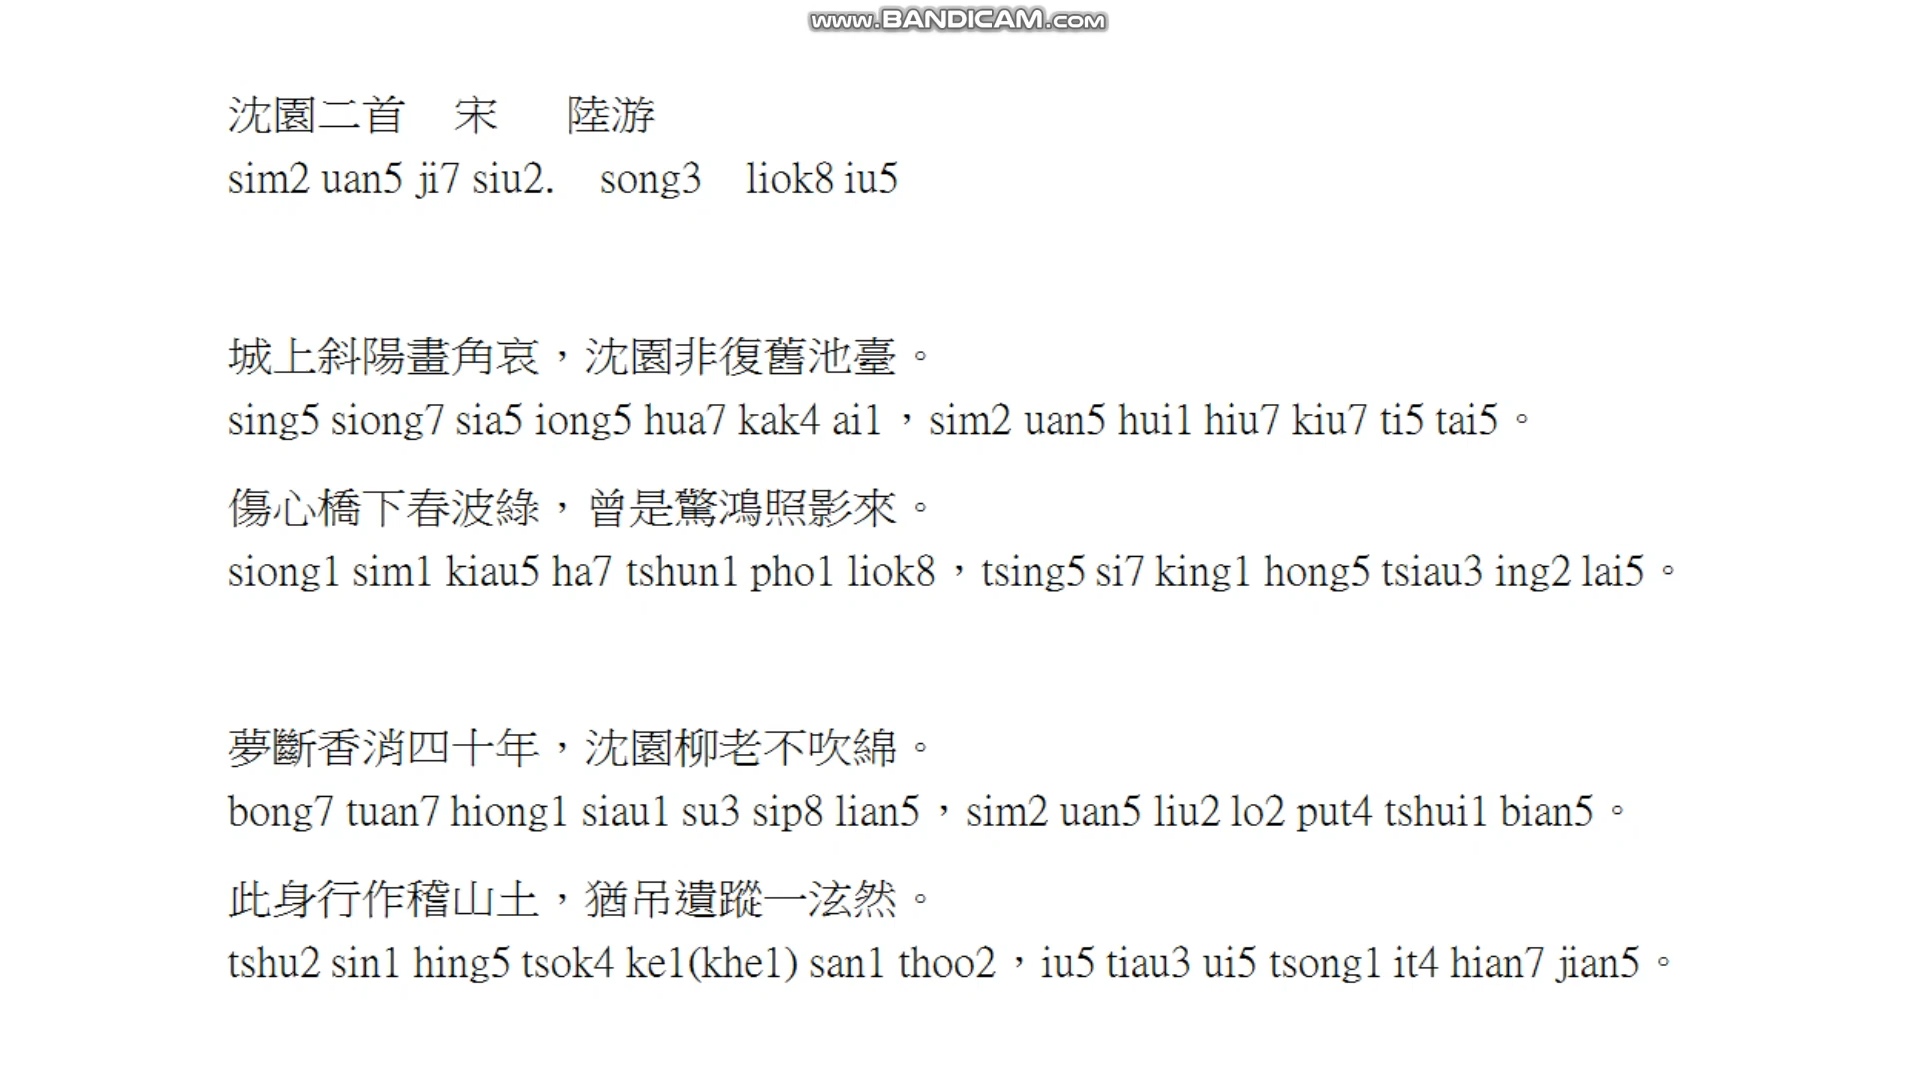 www.BANDICAM.com
沈園二首 宋 陸游
sim2 uan5 ji7 siu2. song3 liok8 iu5
城上斜陽畫角哀，沈園非復舊池臺。
sing5 siong7 sia5 iong5 hua7 kak4 ai1，sim2 uan5 hui1 hiu7 kiu7 ti5 tai5。
傷心橋下春波綠，曾是驚鴻照影來。
siong1 sim1 kiau5 ha7 tshun1 pho1 liok8，tsing5 si7 king1 hong5 tsiau3 ing2 lai5。
夢斷香消四十年，沈園柳老不吹綿。
bong7 tuan7 hiong1 siau1 su3 sip8 lian5，sim2 uan5 liu2 lo2 put4 tshui1 bian5。
此身行作稽山土，猶吊遺蹤一泫然。
tshu2 sin1 hing5 tsok4 ke1(khe1) san1 thoo2，iu5 tiau3 ui5 tsong1 it4 hian7 jian5。